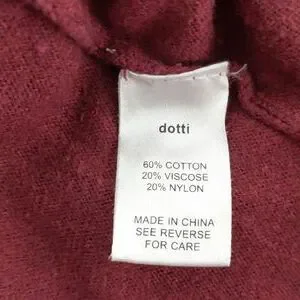 dotti
60% COTTON
20% VISCOSE
20% NYLON
MADE IN CHINA
SEE REVERSE
FOR CARE